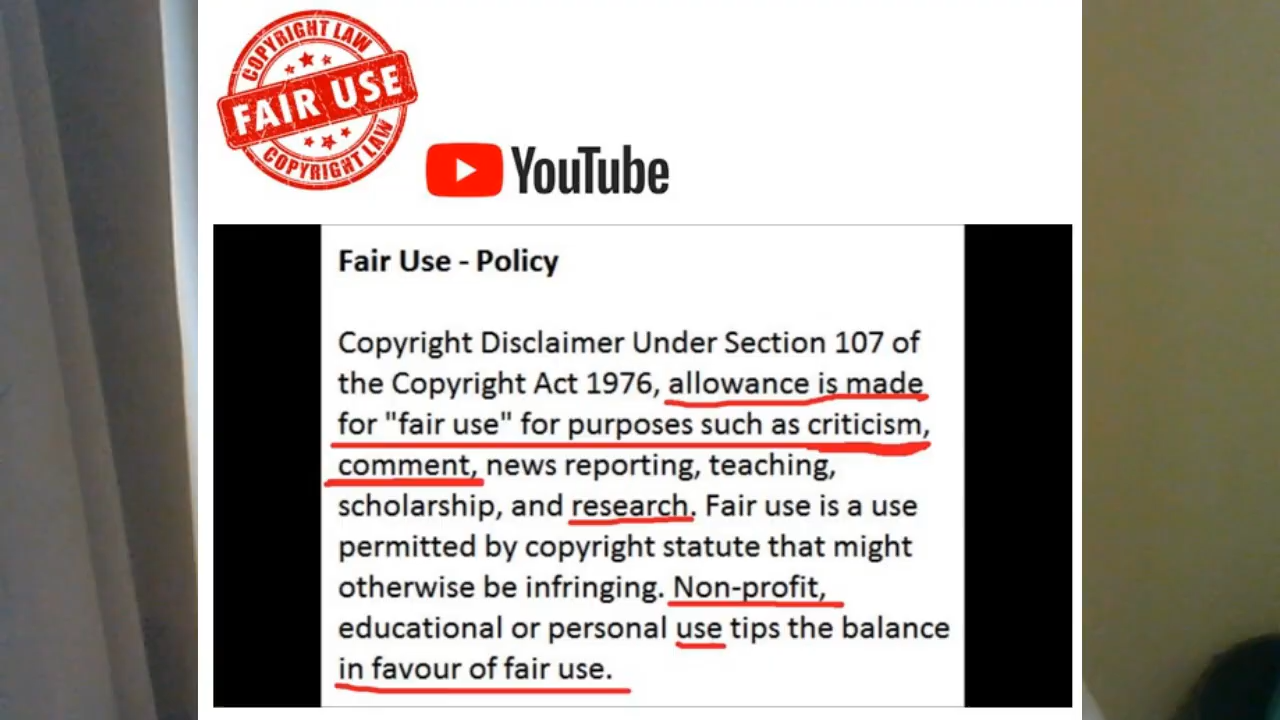 COPYRIGHT LAW
FAIR USE
COPYRIGHT LAW
YouTube
Fair Use - Policy
Copyright Disclaimer Under Section 107 of
the Copyright Act 1976, allowance is made
for "fair use" for purposes such as criticism,
comment, news reporting, teaching,
scholarship, and research. Fair use is a use
permitted by copyright statute that might
otherwise be infringing. Non-profit,
educational or personal use tips the balance
in favour of fair use.